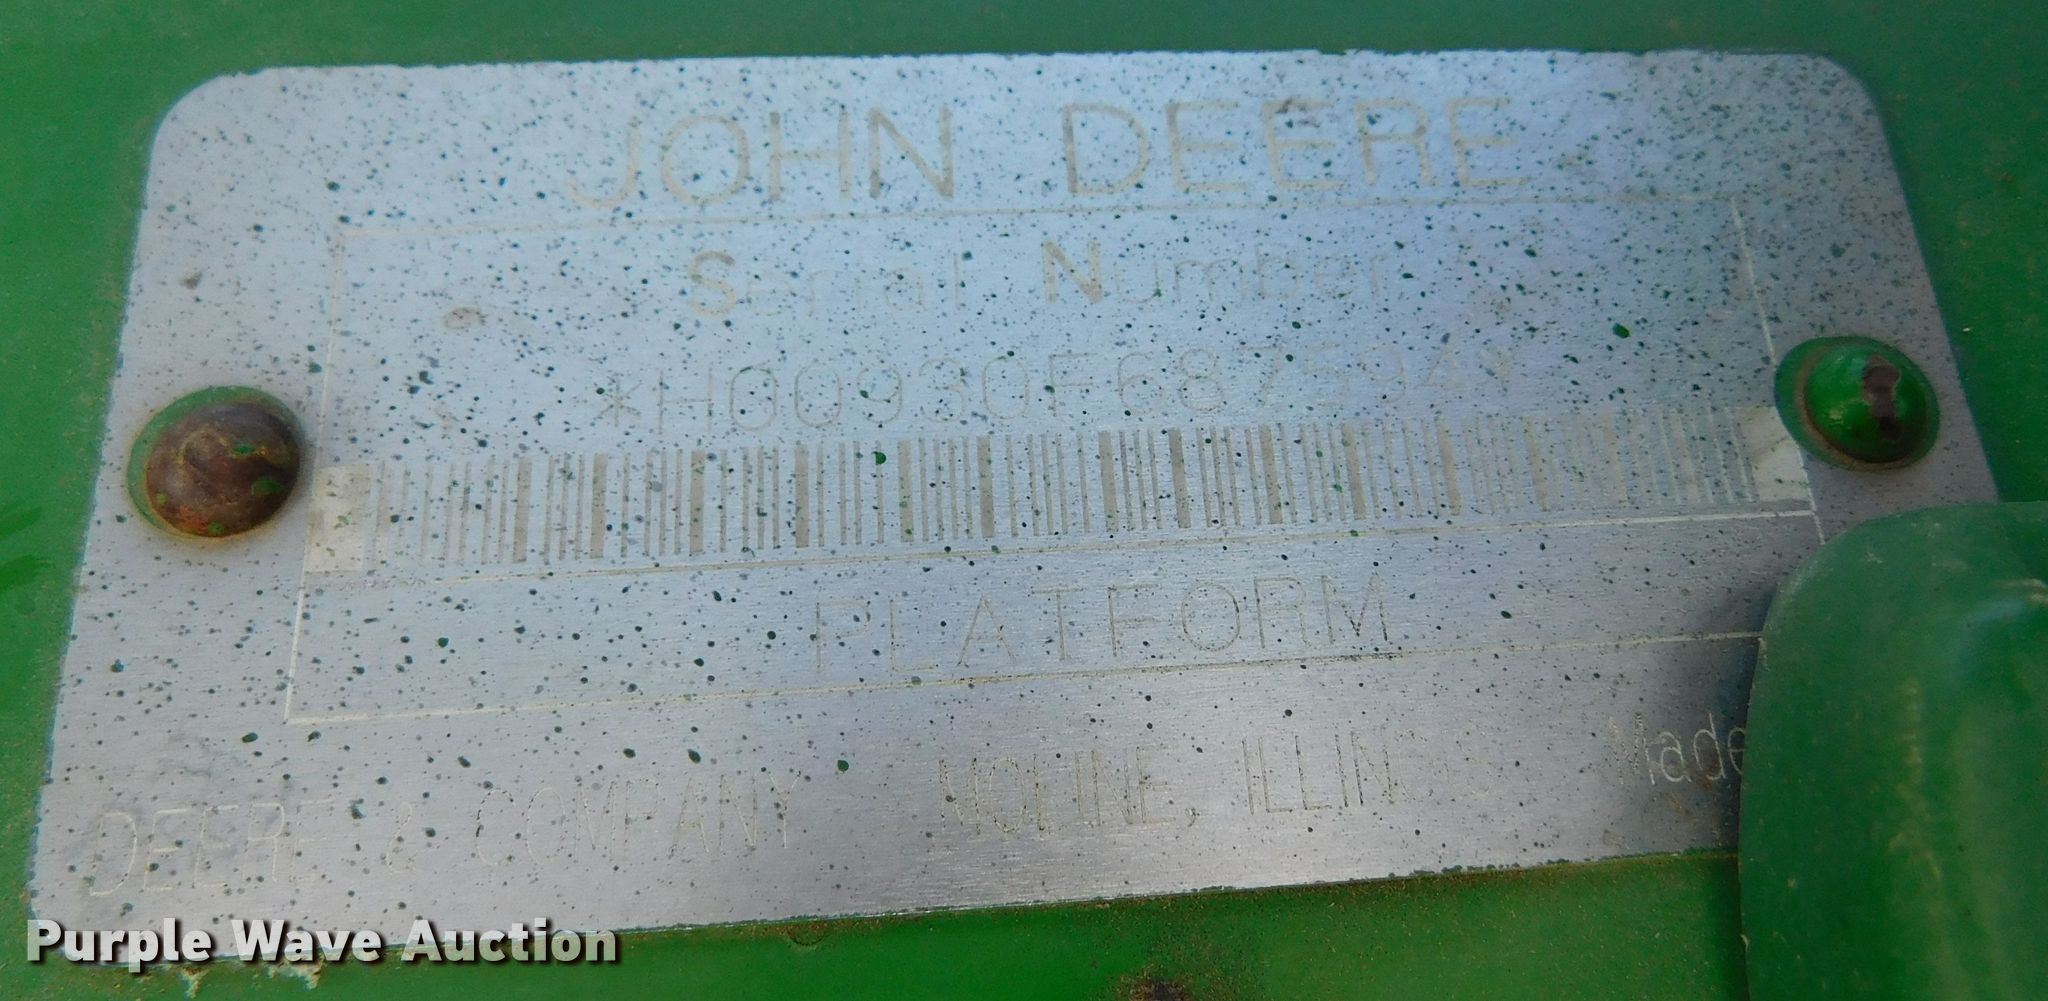 JOHN DEERE
Serial Number
*H00930F687594*
PLATFORM
DEERE & COMPANY MOLINE, ILLINOIS Made
Purple Wave Auction